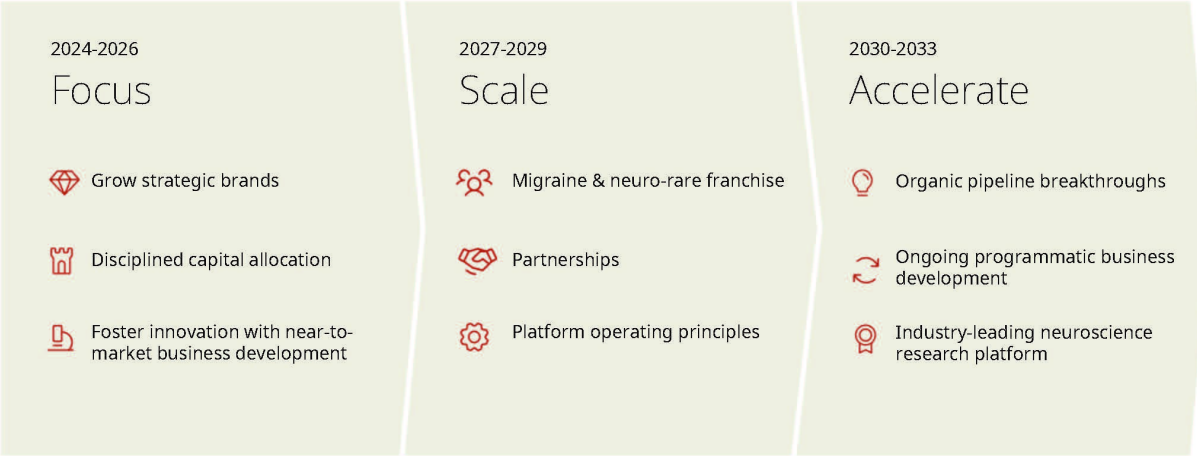 2024-2026
Focus
Grow strategic brands
Disciplined capital allocation
Foster innovation with near-to-
market business development
2027-2029
Scale
Migraine & neuro-rare franchise
Partnerships
Platform operating principles
2030-2033
Accelerate
Organic pipeline breakthroughs
Ongoing programmatic business
development
Industry-leading neuroscience
research platform